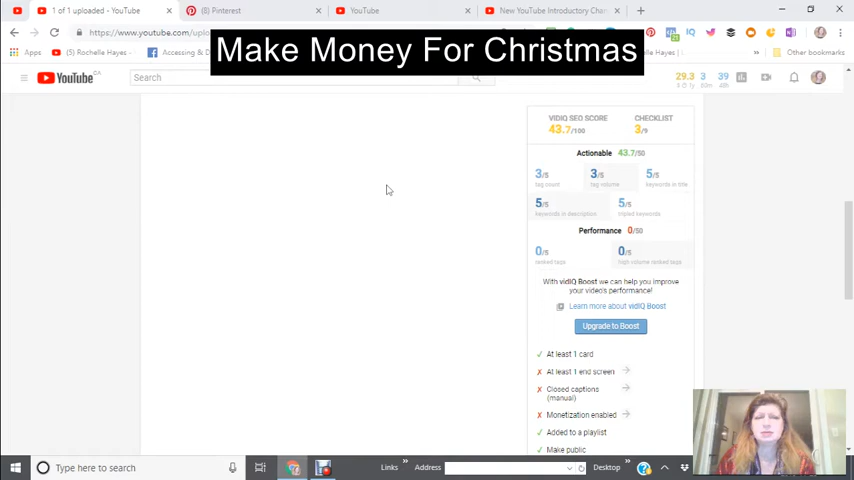 1 of 1 uploaded - YouTube
(8) Pinterest
YouTube
New YouTube Introductory Chan
https://www.youtube.com/uplo
Apps
(5) Rochelle Hayes
Accessing & D
Other bookmarks
Make Money For Christmas
YouTube CA
Search
29.3 3 39
VIDIQ SEO SCORE
CHECKLIST
43.7/100
3/9
Actionable 43.7/50
3/5
3/5
5/5
tag count
tag volume
keywords in title
5/5
5/5
keywords in description
tripled keywords
Performance 0/50
0/5
0/5
ranked tags
high volume ranked tags
With vidIQ Boost we can help you improve
your video's performance!
Learn more about vidIQ Boost
Upgrade to Boost
At least 1 card
At least 1 end screen
Closed captions
(manual)
Monetization enabled
Added to a playlist
Make public
Type here to search
Links
Address
Desktop